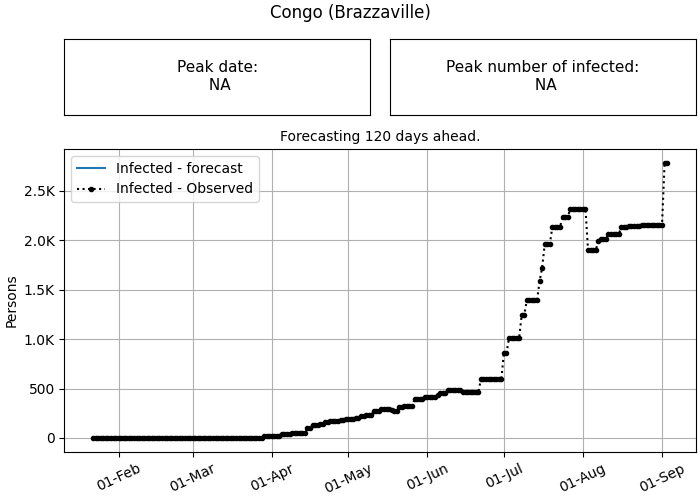 Congo (Brazzaville)
Peak date:
NA
Peak number of infected:
NA
Forecasting 120 days ahead.
Infected - forecast
Infected - Observed
2.5K
2.0K
1.5K
1.0K
500
0
Persons
01-Feb
01-Mar
01-Apr
01-May
01-Jun
01-Jul
01-Aug
01-Sep